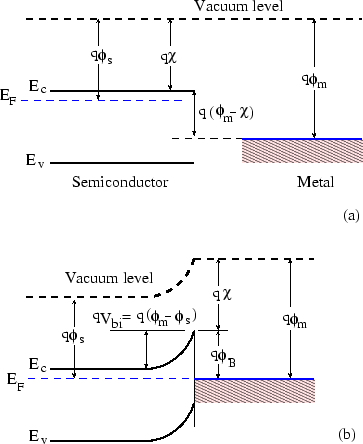 Vacuum level
qϕs
qχ
qϕm
Ec
EF
q(ϕm−χ)
Ev
Semiconductor
Metal
(a)
Vacuum level
qχ
qVbi= q(ϕm−ϕs)
qϕm
qϕs
qϕB
Ec
EF
(b)
Ev